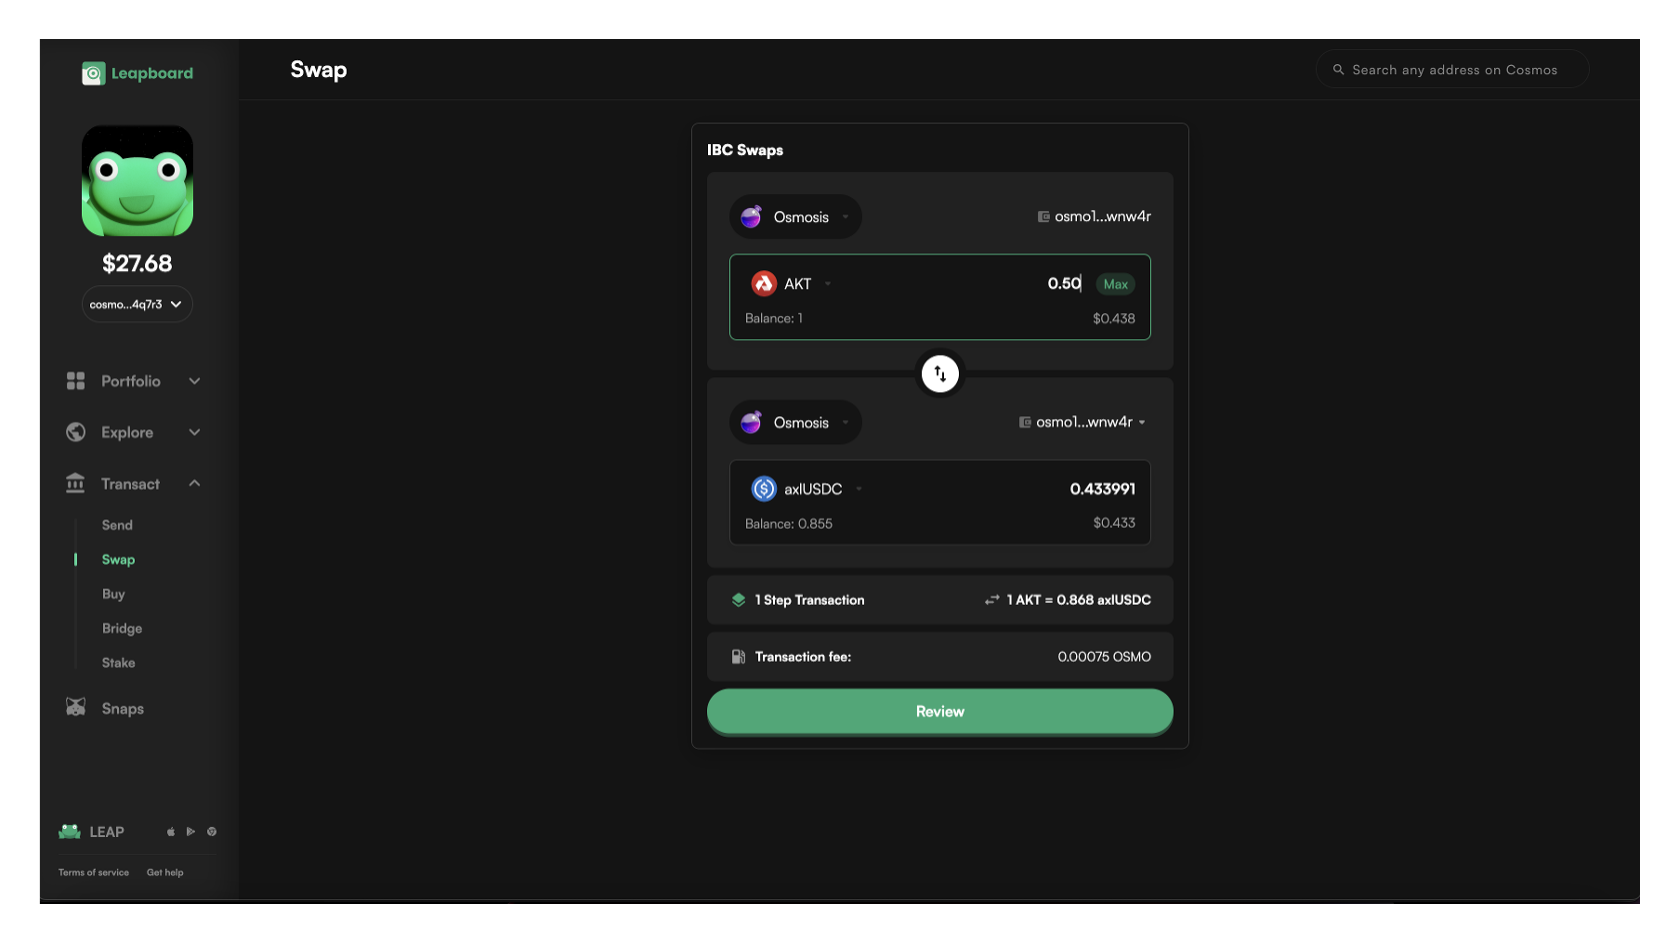 Leapboard
Swap
Search any address on Cosmos
$27.68
cosmo...4q7r3
Portfolio
Explore
Transact
Send
Swap
Buy
Bridge
Stake
Snaps
LEAP
Terms of service Get help
IBC Swaps
Osmosis osmo1...wnw4r
AKT 0.50 Max
Balance: 1 $0.438
Osmosis osmo1...wnw4r
axlUSDC 0.433991
Balance: 0.855 $0.433
1 Step Transaction 1 AKT = 0.868 axlUSDC
Transaction fee: 0.00075 OSMO
Review